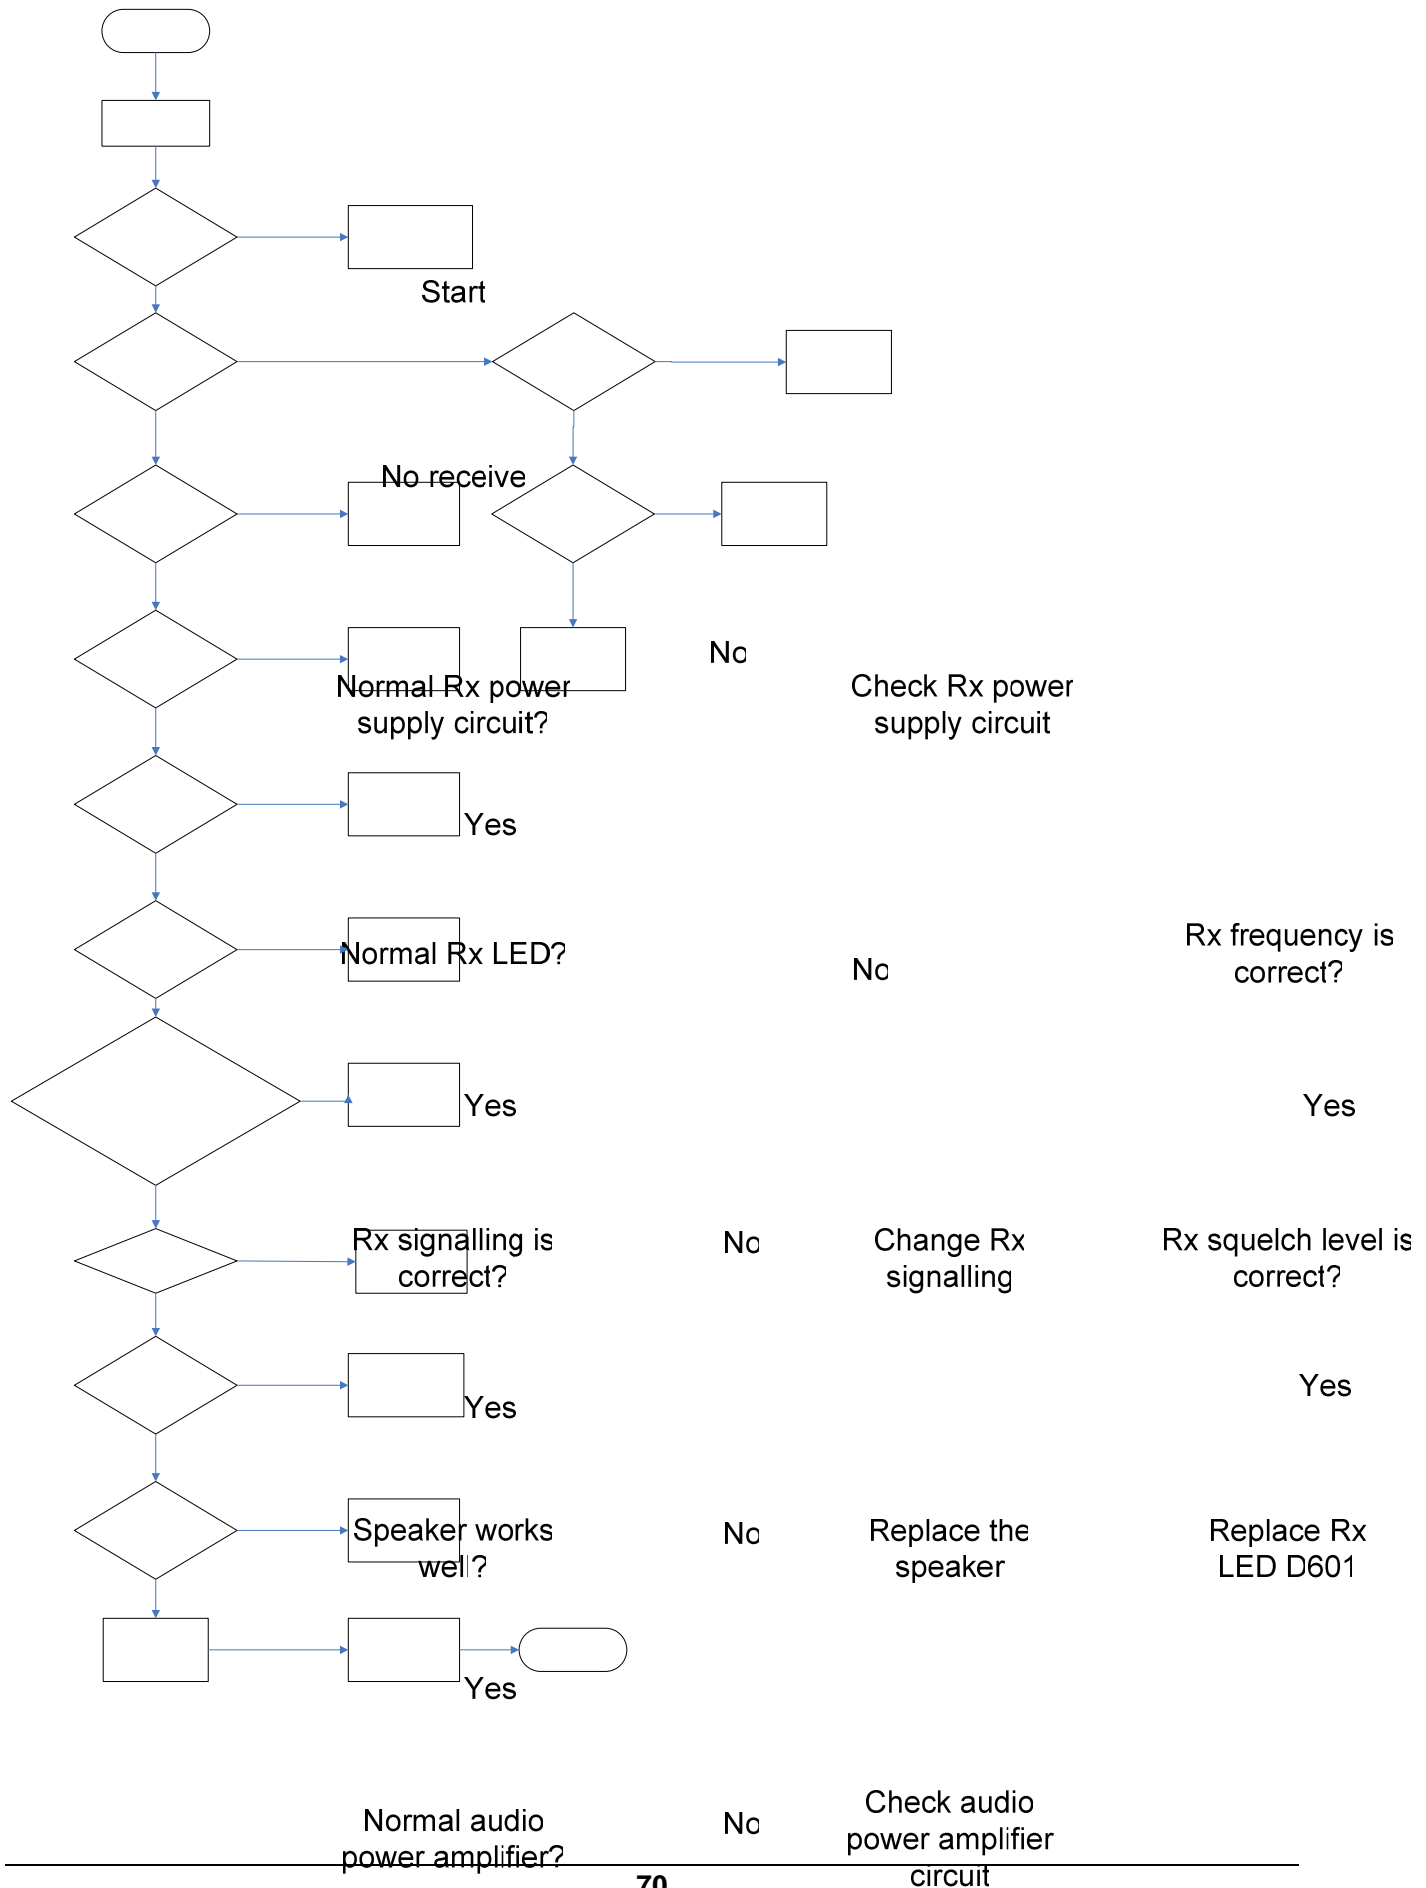 Start
No receive
No
Normal Rx power
supply circuit?
Check Rx power
supply circuit
Yes
Normal Rx LED?
No
Rx frequency is
correct?
Yes
Yes
Rx signalling is
correct?
No
Change Rx
signalling
Rx squelch level is
correct?
Yes
Yes
Speaker works
well?
No
Replace the
speaker
Replace Rx
LED D601
Yes
Normal audio
power amplifier?
No
Check audio
power amplifier
circuit
70